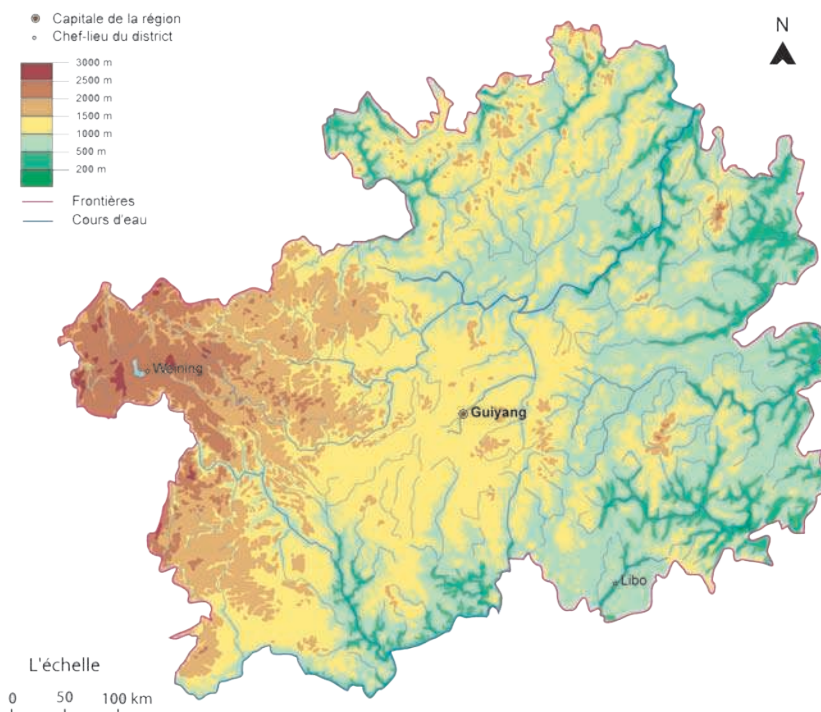 Capitale de la région
Chef-lieu du district
3000 m
2500 m
2000 m
1500 m
1000 m
500 m
200 m
Frontières
Cours d'eau
N
Weining
Guiyang
Libo
L'échelle
0 50 100 km